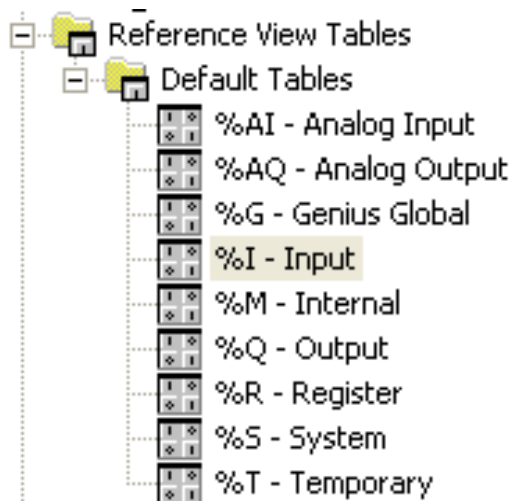 Reference View Tables
Default Tables
%AI - Analog Input
%AQ - Analog Output
%G - Genius Global
%I - Input
%M - Internal
%Q - Output
%R - Register
%S - System
%T - Temporary